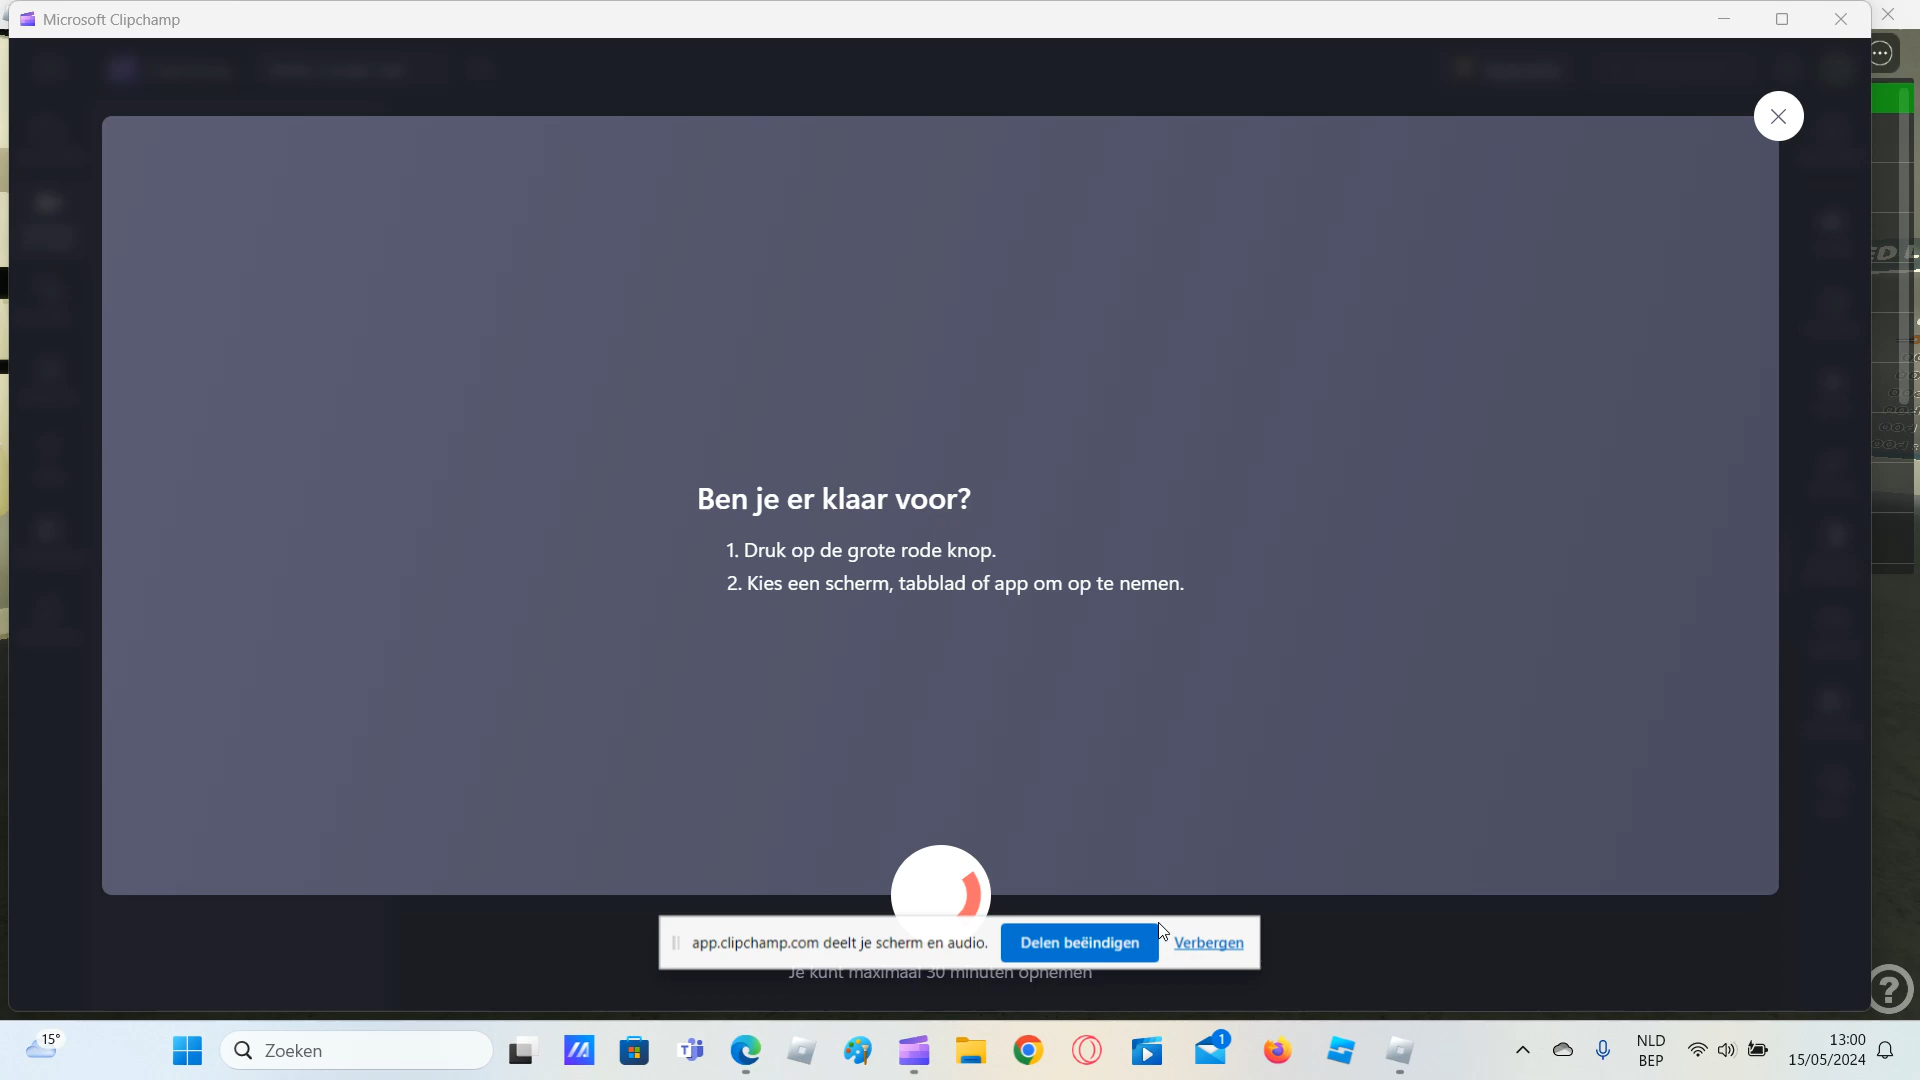 Microsoft Clipchamp
Ben je er klaar voor?
1. Druk op de grote rode knop.
2. Kies een scherm, tabblad of app om op te nemen.
app.clipchamp.com deelt je scherm en audio.
Delen beëindigen
Verbergen
Je kunt maximaal 30 minuten opnemen
15°
Zoeken
1
NLD
BEP
13:00
15/05/2024